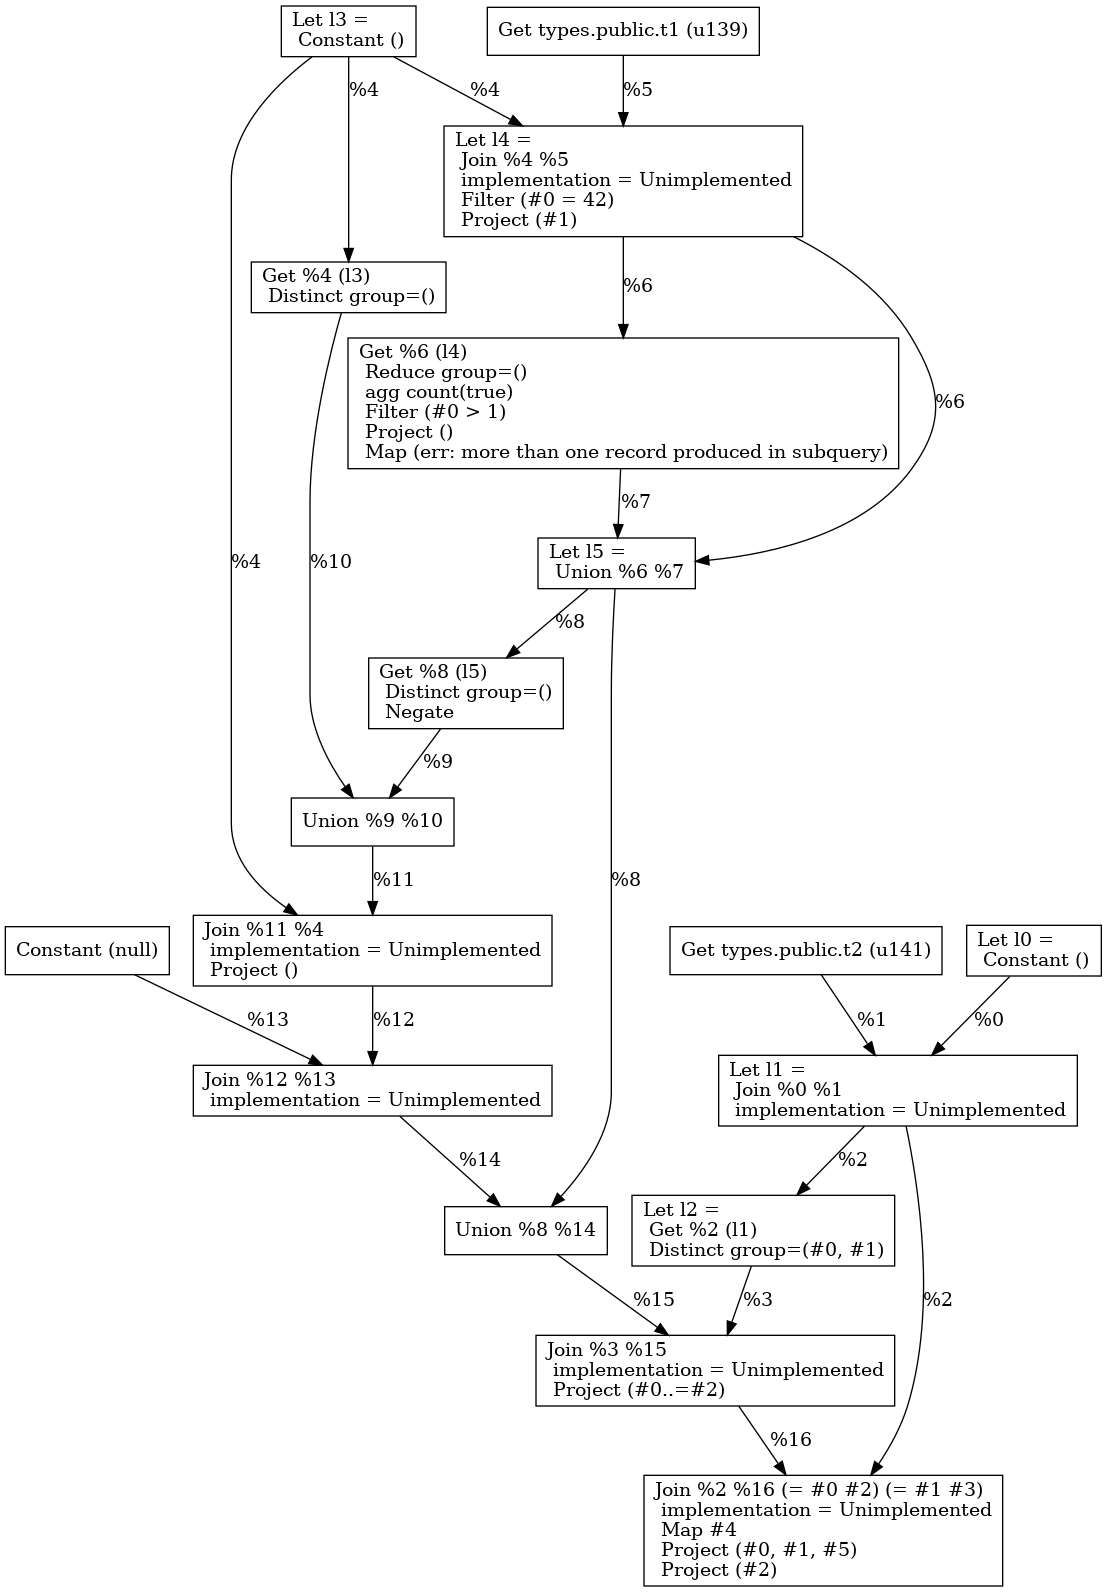 Let l3 =
Constant ()
Get types.public.t1 (u139)
%4
%4
%5
Let l4 =
Join %4 %5
implementation = Unimplemented
Filter (#0 = 42)
Project (#1)
Get %4 (l3)
Distinct group=()
%6
Get %6 (l4)
Reduce group=()
agg count(true)
Filter (#0 > 1)
Project ()
Map (err: more than one record produced in subquery)
%6
%7
Let l5 =
Union %6 %7
%4
%10
%8
Get %8 (l5)
Distinct group=()
Negate
%9
Union %9 %10
%11
%8
Join %11 %4
implementation = Unimplemented
Project ()
Constant (null)
Get types.public.t2 (u141)
Let l0 =
Constant ()
%13
%12
%1
%0
Join %12 %13
implementation = Unimplemented
Let l1 =
Join %0 %1
implementation = Unimplemented
%14
%2
Union %8 %14
Let l2 =
Get %2 (l1)
Distinct group=(#0, #1)
%15
%3
%2
Join %3 %15
implementation = Unimplemented
Project (#0..=#2)
%16
Join %2 %16 (= #0 #2) (= #1 #3)
implementation = Unimplemented
Map #4
Project (#0, #1, #5)
Project (#2)